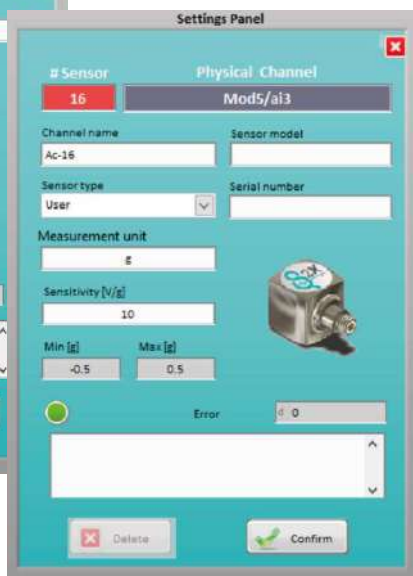 Settings Panel
# Sensor Physical Channel
16 Mod5/ai3
Channel name Sensor model
Ac-16
Sensor type Serial number
User
Measurement unit
g
Sensitivity [V/g]
10
Min [g] Max [g]
-0.5 0.5
Error d 0
Delete Confirm